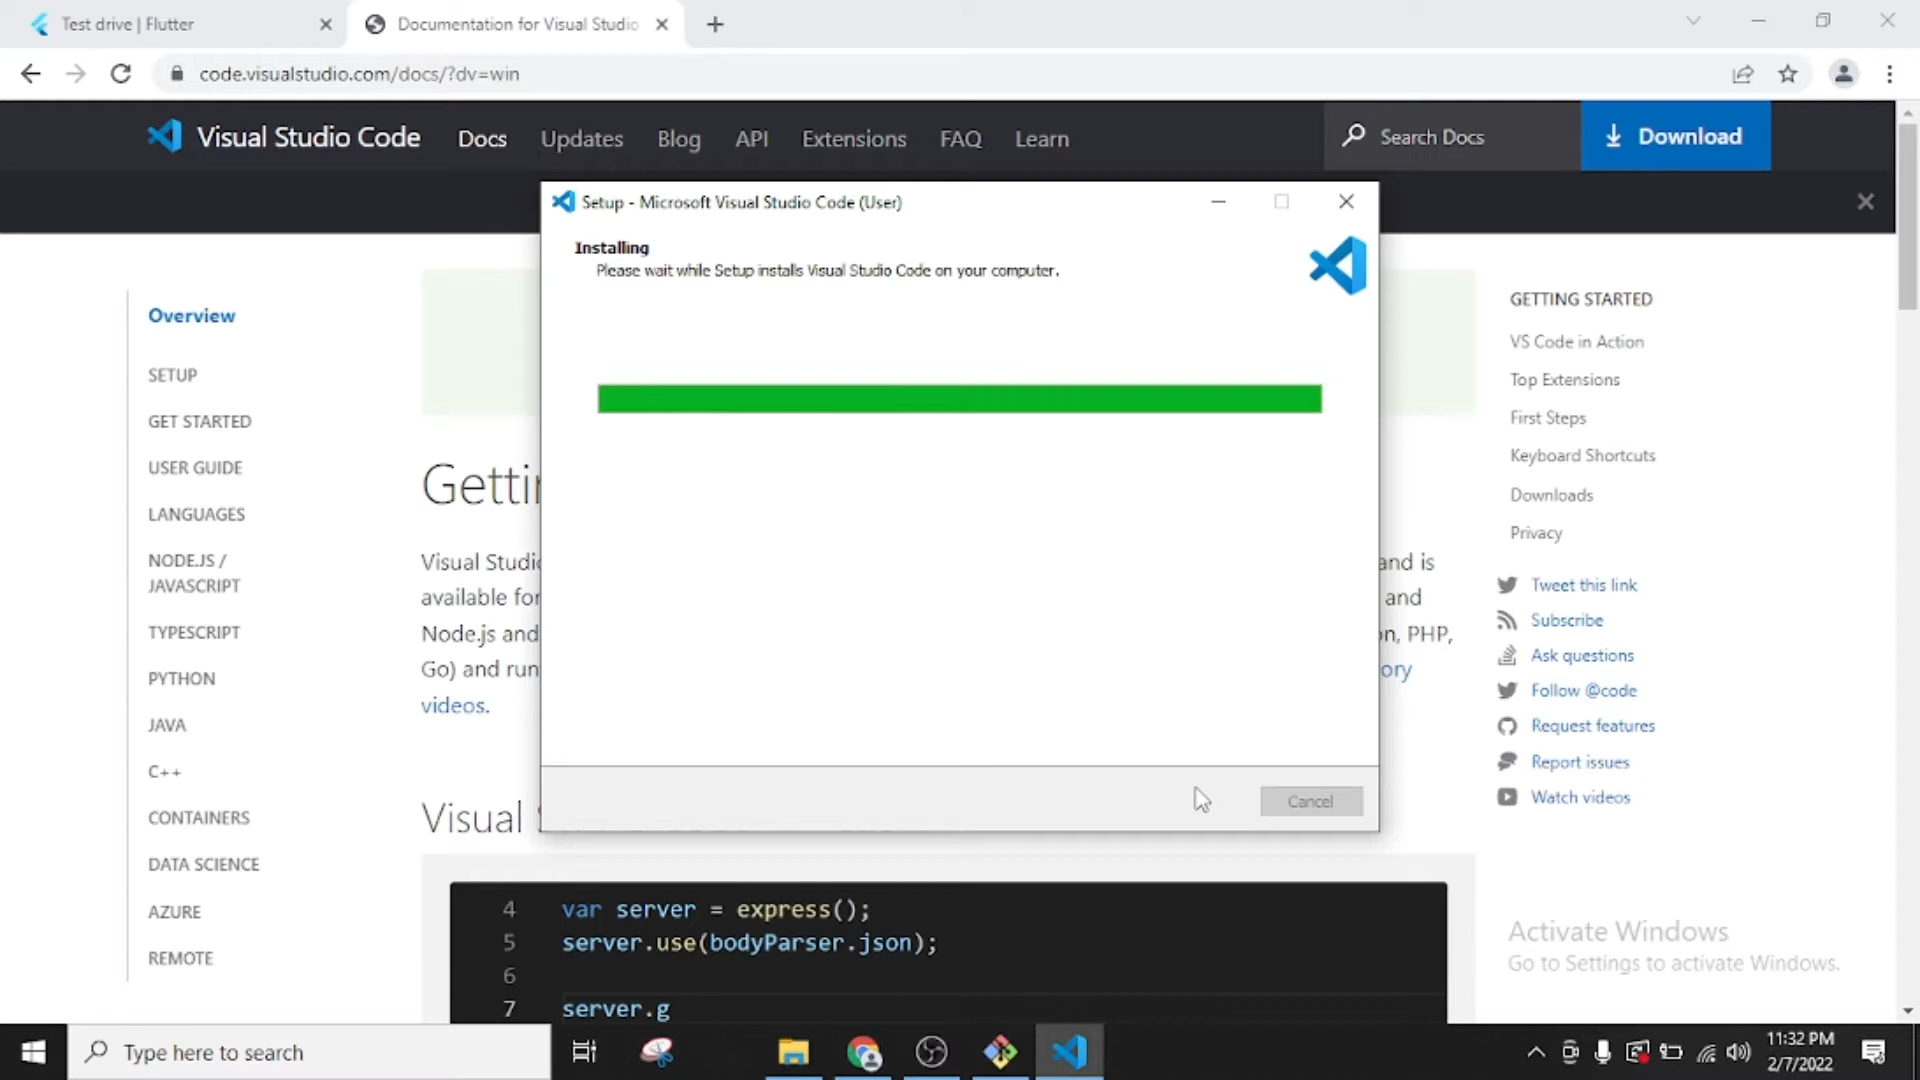 Test drive | Flutter
Documentation for Visual Studio
code.visualstudio.com/docs/?dv=win
Visual Studio Code
Docs
Updates
Blog
API
Extensions
FAQ
Learn
Search Docs
Download
Setup - Microsoft Visual Studio Code (User)
Installing
Please wait while Setup installs Visual Studio Code on your computer.
Cancel
Overview
SETUP
GET STARTED
USER GUIDE
LANGUAGES
NODE.JS /
JAVASCRIPT
TYPESCRIPT
PYTHON
JAVA
C++
CONTAINERS
DATA SCIENCE
AZURE
REMOTE
and is
and
Node.js and
PHP,
Go) and run
videos.
Visual
4 var server = express();
5 server.use(bodyParser.json);
6
7 server.g
GETTING STARTED
VS Code in Action
Top Extensions
First Steps
Keyboard Shortcuts
Downloads
Privacy
Tweet this link
Subscribe
Ask questions
Follow @code
Request features
Report issues
Watch videos
Activate Windows
Go to Settings to activate Windows.
Type here to search
11:32 PM
2/7/2022